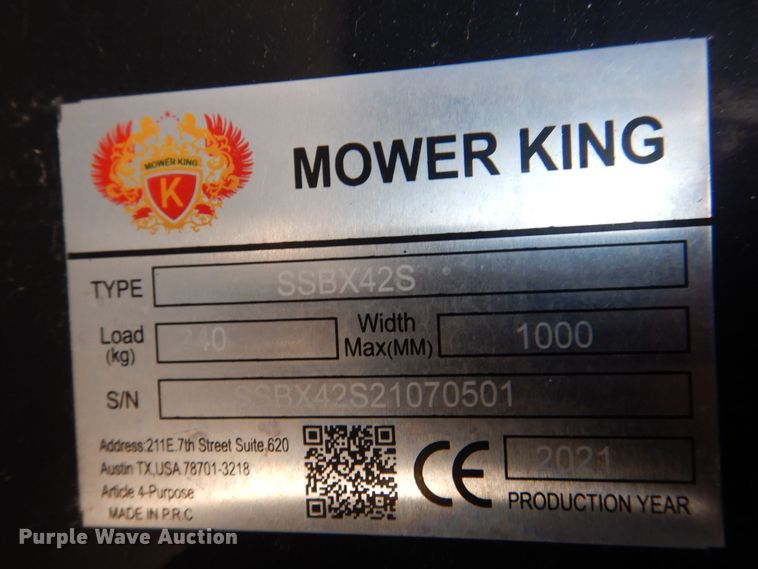 MOWER KING
K
MOWER KING
TYPE SSBX42S
Load (kg) Width Max(MM) 1000
S/N SSBX42S21070501
Address:211E.7th Street Suite,620
Austin TX,USA.78701-3218
Article 4-Purpose
MADE IN P.R.C
CE
2021
PRODUCTION YEAR
Purple Wave Auction